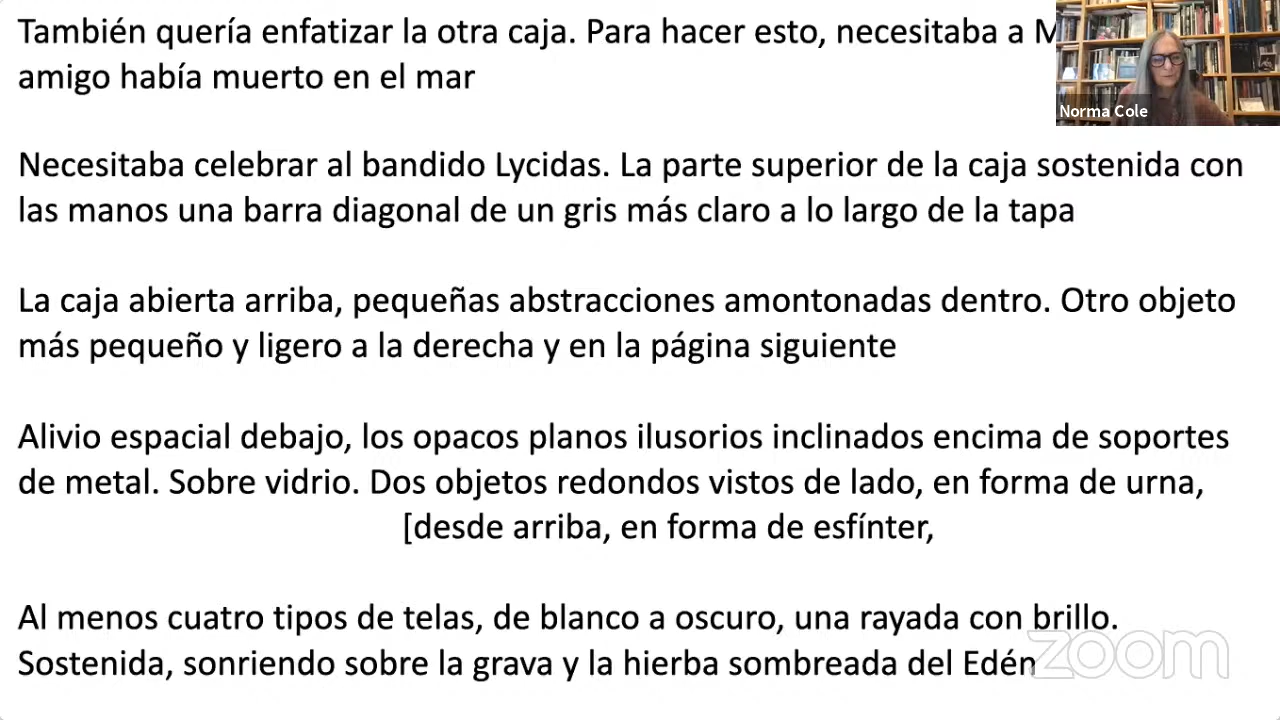 También quería enfatizar la otra caja. Para hacer esto, necesitaba a
amigo había muerto en el mar
Norma Cole
Necesitaba celebrar al bandido Lycidas. La parte superior de la caja sostenida con
las manos una barra diagonal de un gris más claro a lo largo de la tapa
La caja abierta arriba, pequeñas abstracciones amontonadas dentro. Otro objeto
más pequeño y ligero a la derecha y en la página siguiente
Alivio espacial debajo, los opacos planos ilusorios inclinados encima de soportes
de metal. Sobre vidrio. Dos objetos redondos vistos de lado, en forma de urna,
[desde arriba, en forma de esfínter,
Al menos cuatro tipos de telas, de blanco a oscuro, una rayada con brillo.
Sostenida, sonriendo sobre la grava y la hierba sombreada del Edén
zoom